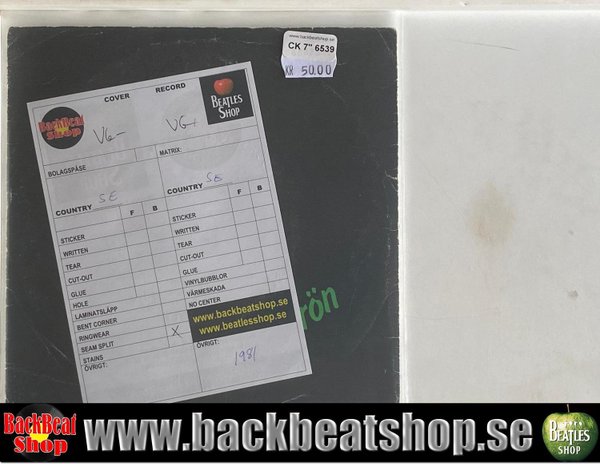 www.backbeatshop.se
CK 7" 6539
KR 50.00
COVER RECORD
BackBeat Shop
VG-
VG+
BEATLES SHOP
BOLAGSPÅSE
MATRIX:
SE
SE
COUNTRY F B
COUNTRY F B
STICKER
WRITTEN
TEAR
CUT-OUT
GLUE
HOLE
LAMINATSLÄPP
BENT CORNER
RINGWEAR
SEAM SPLIT X
STAINS
ÖVRIGT:
STICKER
WRITTEN
TEAR
CUT-OUT
GLUE
VINYLBUBBLOR
VÄRMESKADA
NO CENTER
www.backbeatshop.se
www.beatlesshop.se
ÖVRIGT:
1981
rön
BackBeat Shop
www.backbeatshop.se
BEATLES SHOP